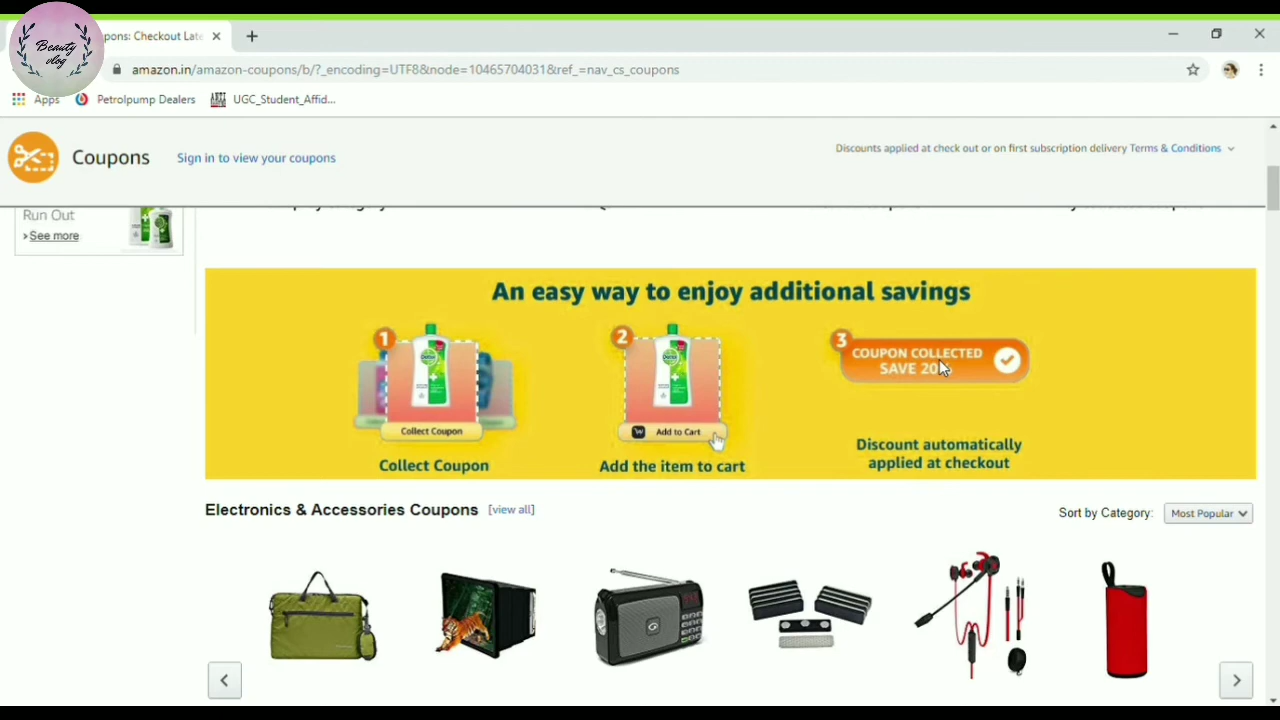 Beauty
vlog
pons: Checkout Late
amazon.in/amazon-coupons/b/?_encoding=UTF8&node=10465704031&ref_=nav_cs_coupons
Apps Petrolpump Dealers UGC_Student_Affid...
Coupons Sign in to view your coupons
Discounts applied at check out or on first subscription delivery Terms & Conditions
Run Out
See more
An easy way to enjoy additional savings
1 2 3
COUPON COLLECTED
SAVE 20
Collect Coupon
Add to Cart
Collect Coupon
Add the item to cart
Discount automatically
applied at checkout
Electronics & Accessories Coupons [view all]
Sort by Category: Most Popular